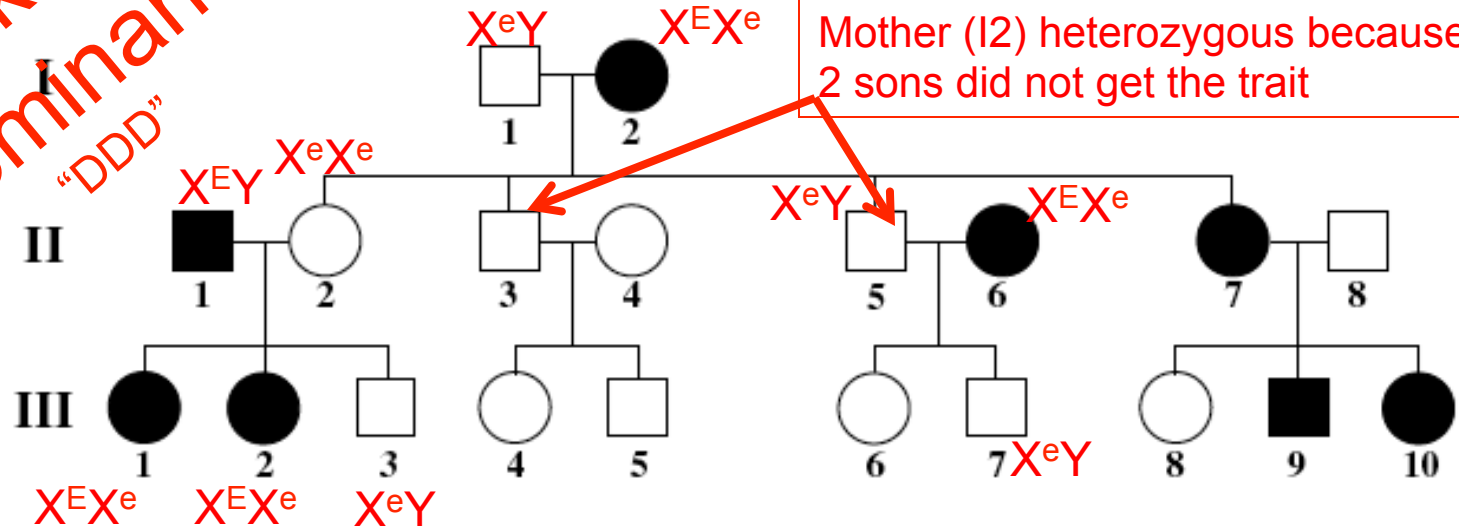 "DDD"
Mother (I2) heterozygous because
2 sons did not get the trait
I
XeY XEXe
1 2
XEY XeXe XeY XEXe
II
1 2 3 4 5 6 7 8
III
1 2 3 4 5 6 7 XeY 8 9 10
XEXe XEXe XeY